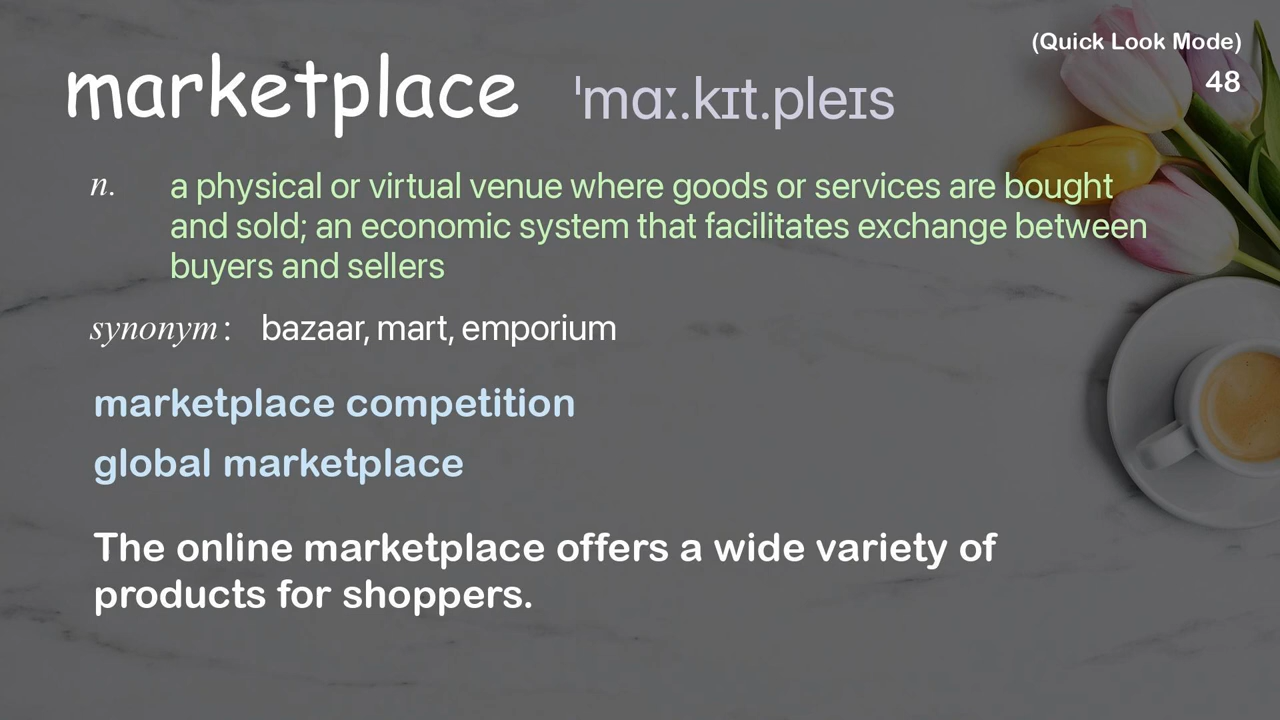 (Quick Look Mode)
48
marketplace ˈmɑː.kɪt.pleɪs
n. a physical or virtual venue where goods or services are bought
and sold; an economic system that facilitates exchange between
buyers and sellers
synonym: bazaar, mart, emporium
marketplace competition
global marketplace
The online marketplace offers a wide variety of
products for shoppers.